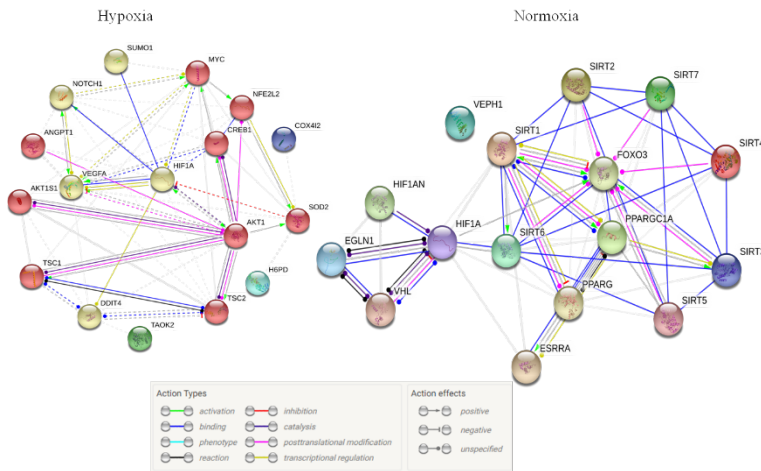 Hypoxia
Normoxia
SUMO1
MYC
NOTCH1
NFE2L2
ANGPT1
CREB1
COX4I2
VEGFA
HIF1A
AKT1S1
AKT1
SOD2
TSC1
H6PD
DDIT4
TSC2
TAOK2
SIRT2
SIRT7
VEPH1
SIRT1
FOXO3
SIRT4
HIF1AN
HIF1A
PPARGC1A
EGLN1
SIRT6
SIRT3
VHL
PPARG
SIRT5
ESRRA
Action Types
activation
inhibition
binding
catalysis
phenotype
posttranslational modification
reaction
transcriptional regulation
Action effects
positive
negative
unspecified